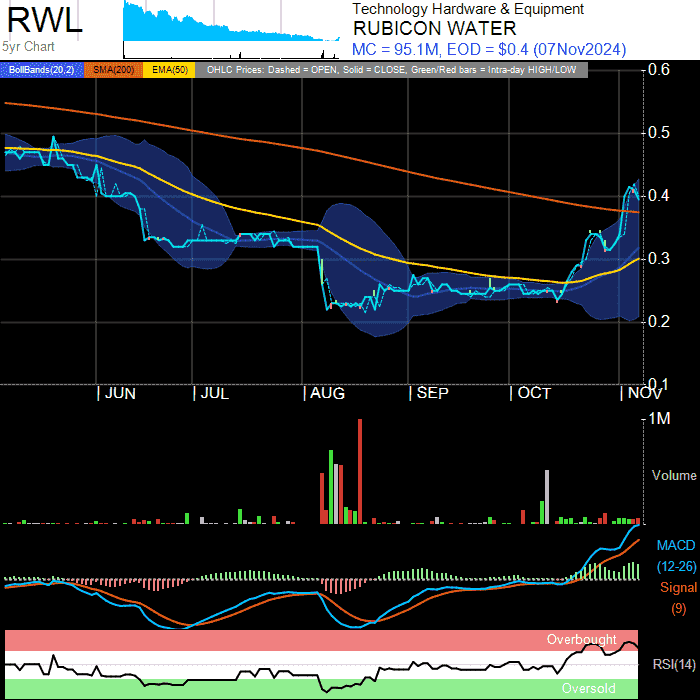 RWL
5yr Chart
Technology Hardware & Equipment
RUBICON WATER
MC = 95.1M, EOD = $0.4 (07Nov2024)
BollBands(20,2) SMA(200) EMA(50) OHLC Prices: Dashed = OPEN, Solid = CLOSE, Green/Red bars = Intra-day HIGH/LOW
0.6
0.5
0.4
0.3
0.2
0.1
JUN JUL AUG SEP OCT NOV
1M
Volume
MACD
(12-26)
Signal
(9)
Overbought
RSI(14)
Oversold